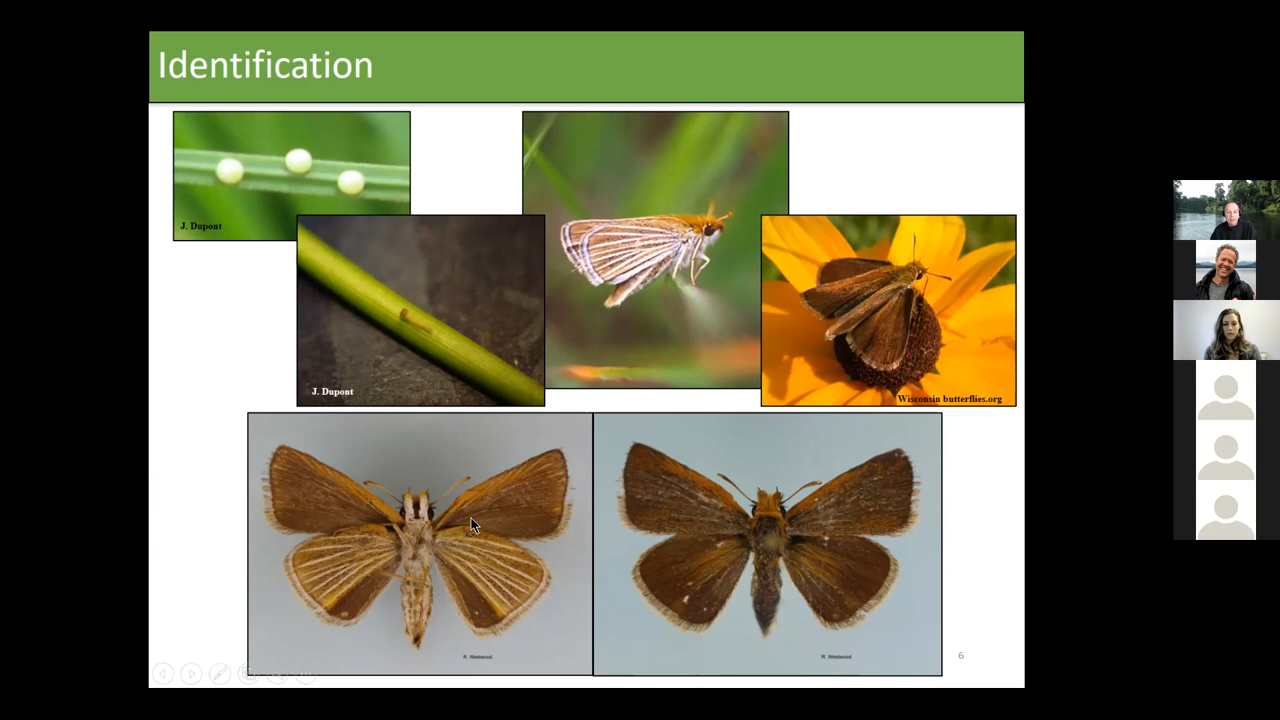 Identification
J. Dupont
J. Dupont
Wisconsin butterflies.org
R. Westwood
R. Westwood
6